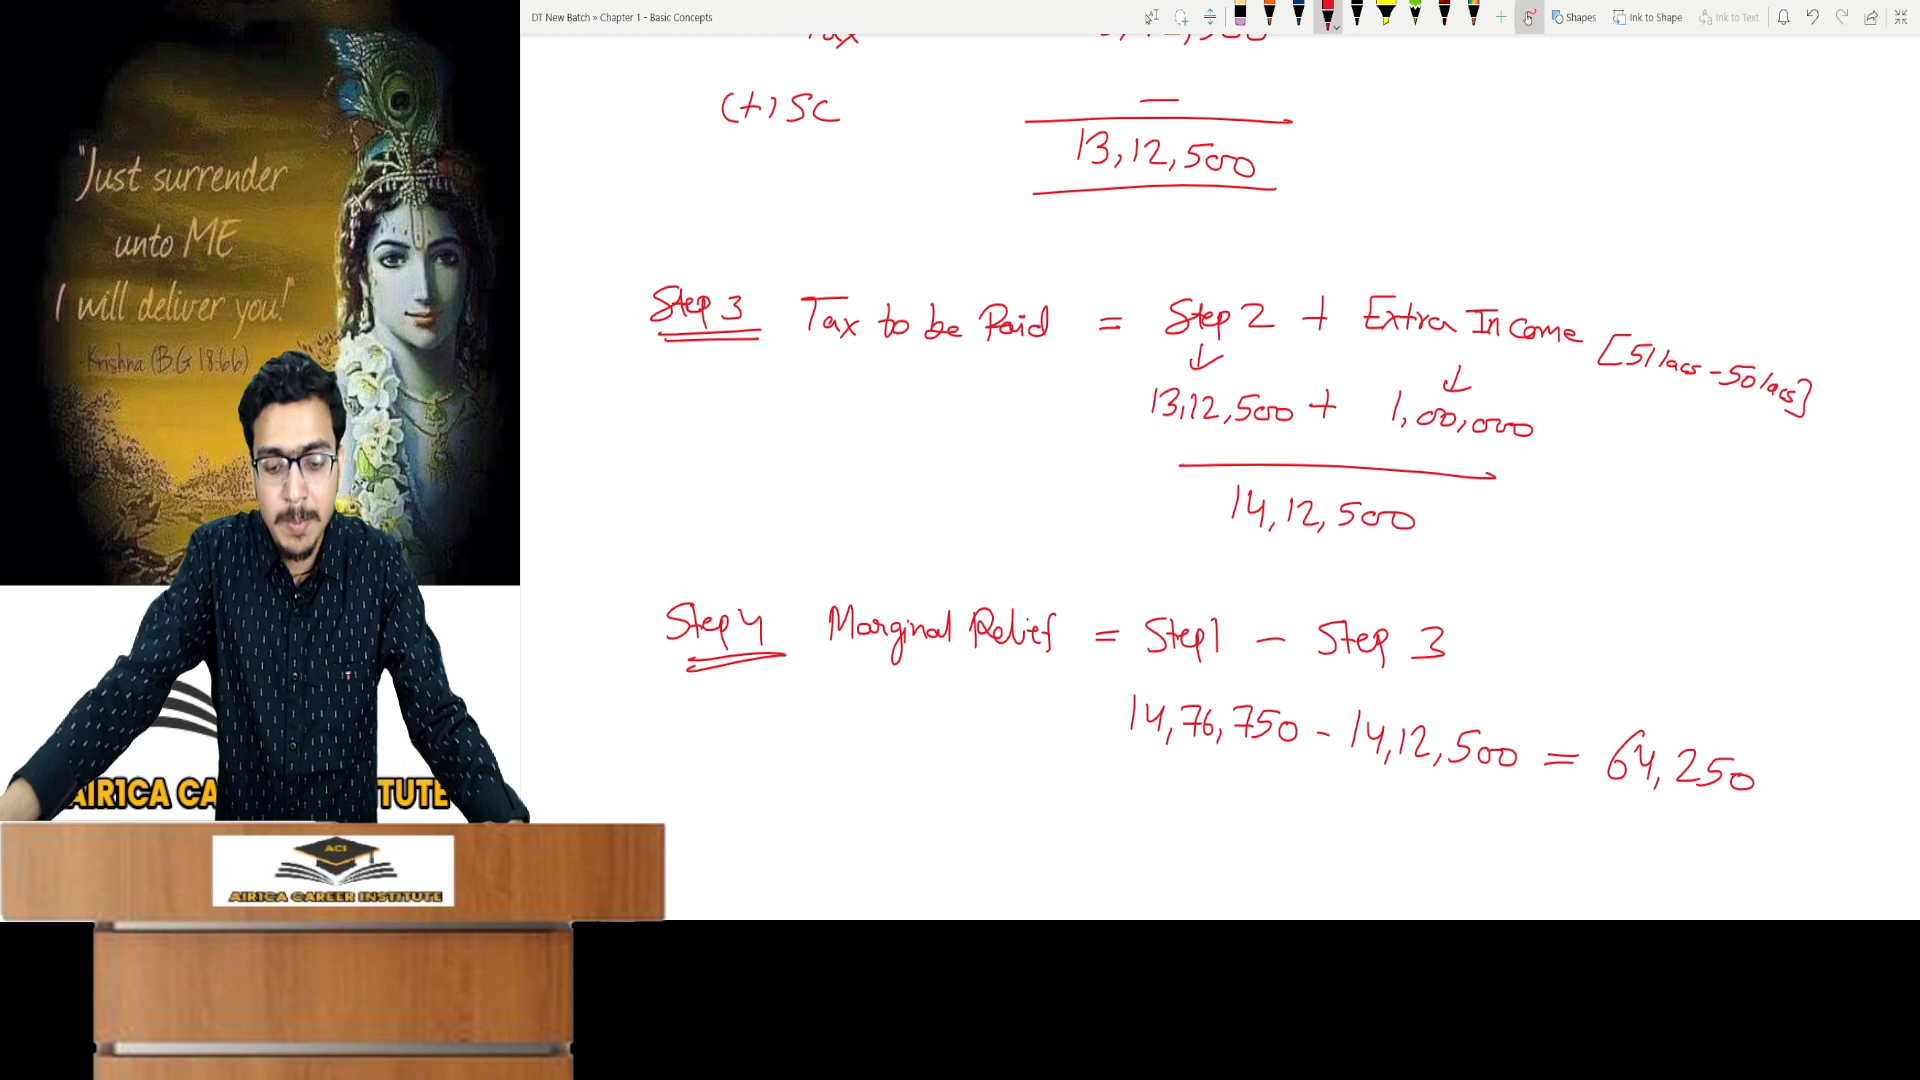 DT New Batch » Chapter 1 - Basic Concepts
Shapes
Ink to Shape
Ink to Text
Tax
(+) SC —
13,12,500
Step 3 Tax to be Paid = Step 2 + Extra Income [51 lacs - 50 lacs]
13,12,500 + 1,00,000
14,12,500
Step 4 Marginal Relief = Step 1 - Step 3
14,76,750 - 14,12,500 = 64,250
"Just surrender
unto ME
I will deliver you!"
-Krishna (B.G 18:66)
AIR1CA CA
TUTE
ACI
AIR1CA CAREER INSTITUTE